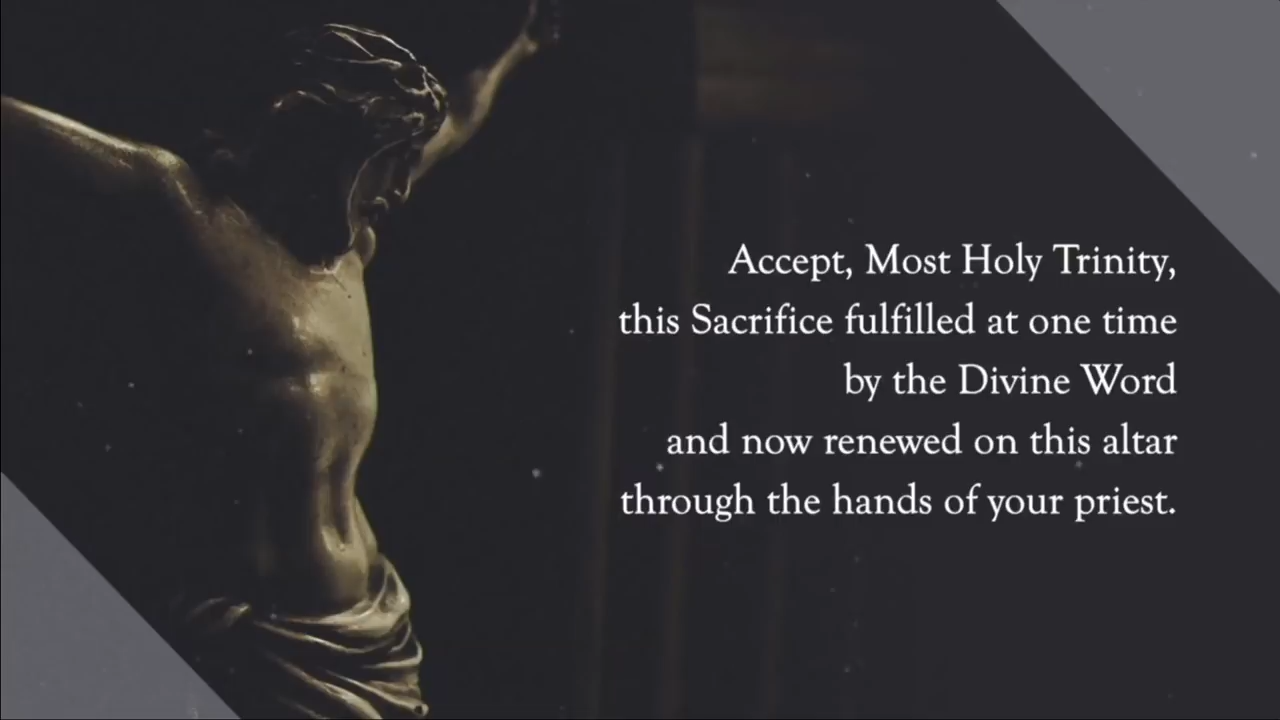 Accept, Most Holy Trinity,
this Sacrifice fulfilled at one time
by the Divine Word
and now renewed on this altar
through the hands of your priest.